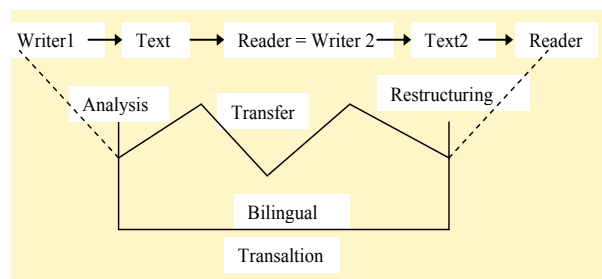 Writer1 Text Reader = Writer 2 Text2 Reader
Analysis Restructuring
Transfer
Bilingual
Transaltion